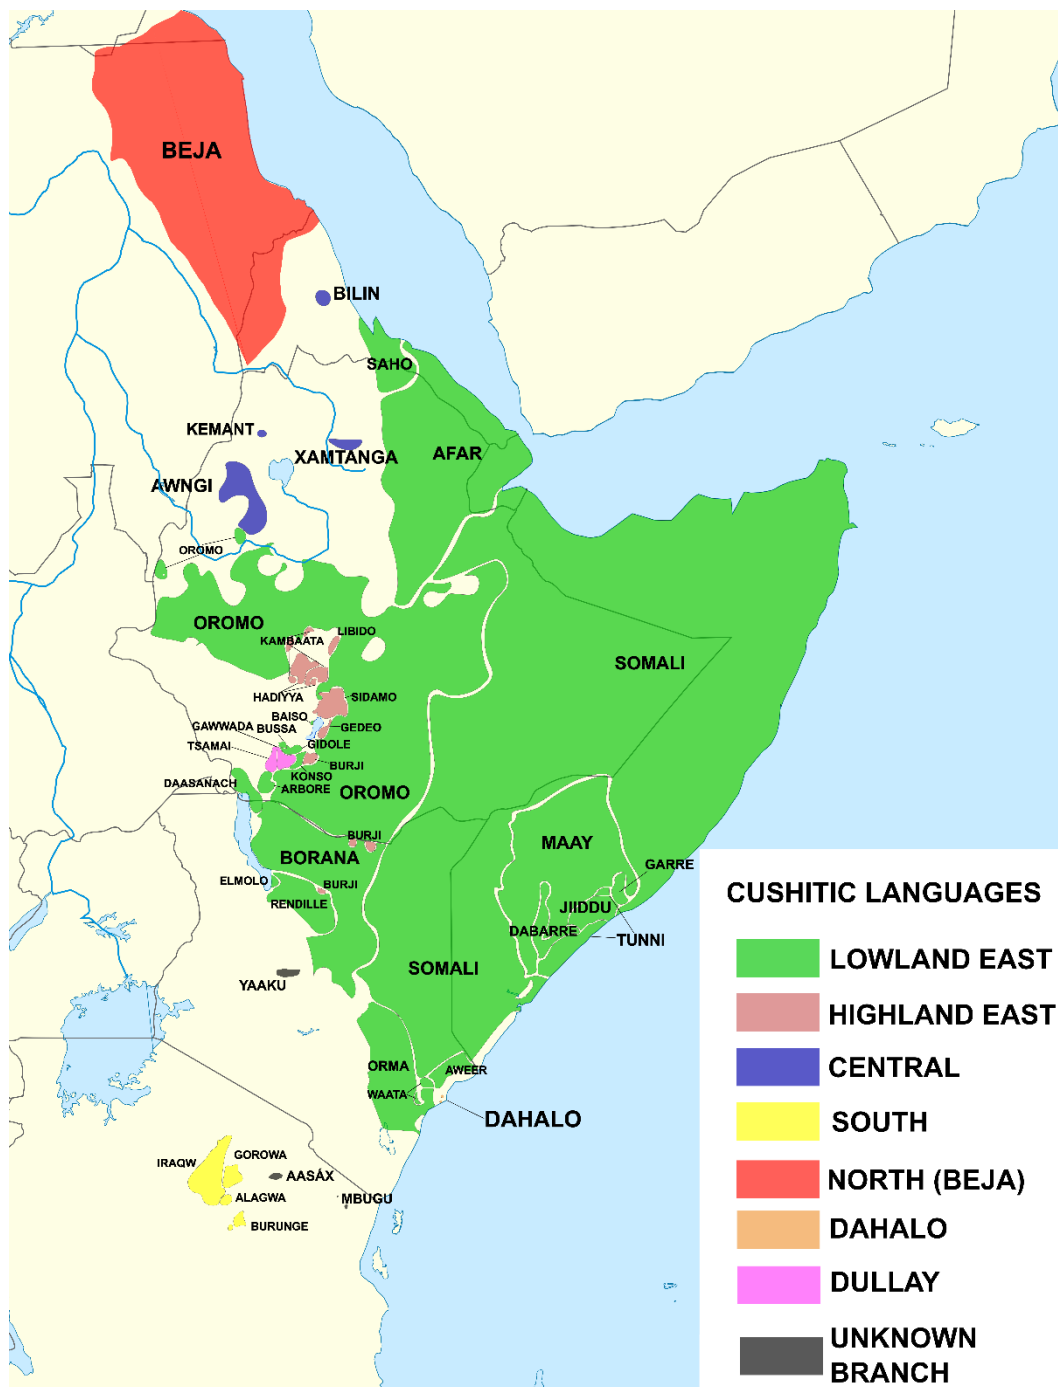 BEJA
BILIN
SAHO
KEMANT
XAMTANGA
AFAR
AWNGI
OROMO
OROMO
LIBIDO
KAMBAATA
SOMALI
HADIYYA
SIDAMO
BAISO
GAWWADA
GEDEO
BUSSA
GIDOLE
TSAMAI
BURJI
KONSO
DAASANACH
ARBORE
OROMO
BURJI
MAAY
BORANA
GARRE
ELMOLO
BURJI
RENDILLE
JIIDDU
DABARRE
TUNNI
SOMALI
YAAKU
ORMA
AWEER
WAATA
DAHALO
GOROWA
IRAQW
AASÁX
ALAGWA
MBUGU
BURUNGE
CUSHITIC LANGUAGES
LOWLAND EAST
HIGHLAND EAST
CENTRAL
SOUTH
NORTH (BEJA)
DAHALO
DULLAY
UNKNOWN
BRANCH